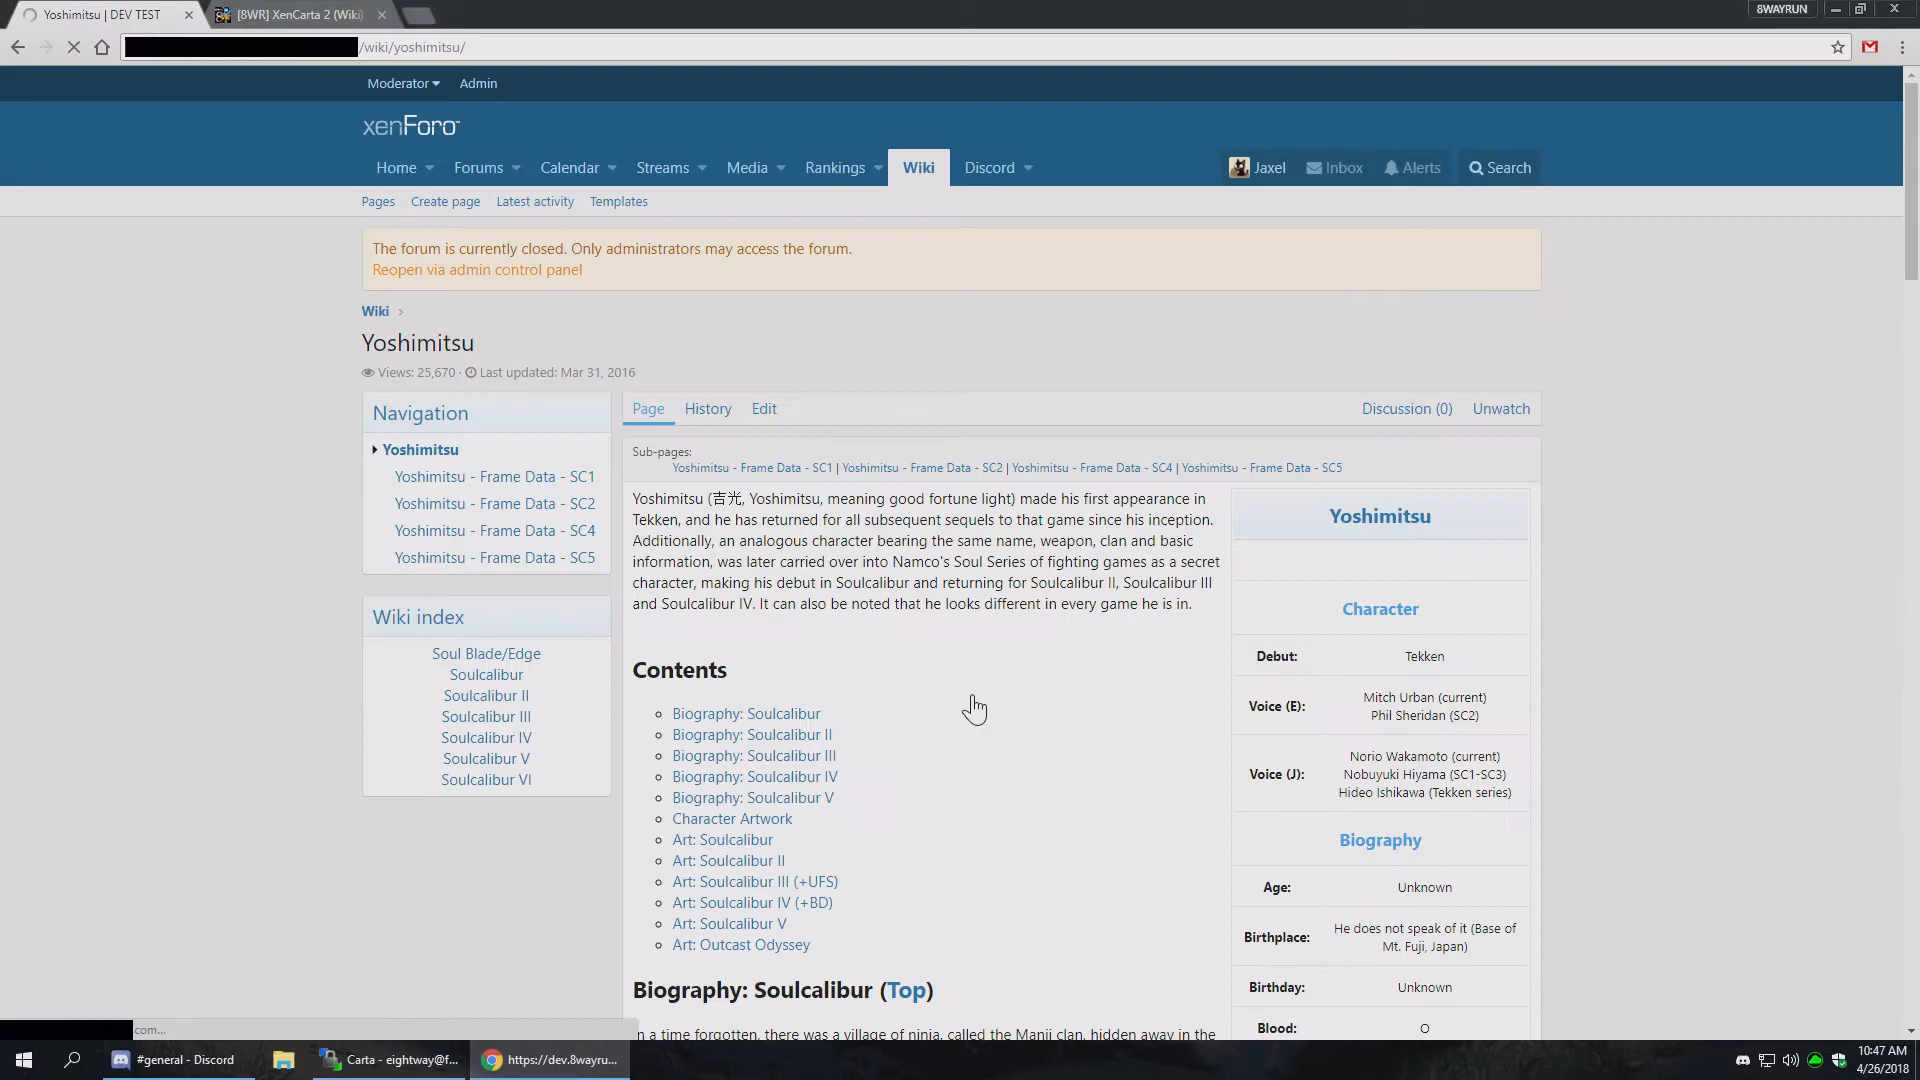 Yoshimitsu | DEV TEST
[8WR] XenCarta 2 (Wiki)
8WAYRUN
/wiki/yoshimitsu/
Moderator
Admin
xenForo
Home
Forums
Calendar
Streams
Media
Rankings
Wiki
Discord
Jaxel
Inbox
Alerts
Search
Pages
Create page
Latest activity
Templates
The forum is currently closed. Only administrators may access the forum.
Reopen via admin control panel
Wiki
Yoshimitsu
Views: 25,670 · Last updated: Mar 31, 2016
Navigation
Yoshimitsu
Yoshimitsu - Frame Data - SC1
Yoshimitsu - Frame Data - SC2
Yoshimitsu - Frame Data - SC4
Yoshimitsu - Frame Data - SC5
Wiki index
Soul Blade/Edge
Soulcalibur
Soulcalibur II
Soulcalibur III
Soulcalibur IV
Soulcalibur V
Soulcalibur VI
Page
History
Edit
Discussion (0)
Unwatch
Sub-pages:
Yoshimitsu - Frame Data - SC1 | Yoshimitsu - Frame Data - SC2 | Yoshimitsu - Frame Data - SC4 | Yoshimitsu - Frame Data - SC5
Yoshimitsu (吉光, Yoshimitsu, meaning good fortune light) made his first appearance in
Tekken, and he has returned for all subsequent sequels to that game since his inception.
Additionally, an analogous character bearing the same name, weapon, clan and basic
information, was later carried over into Namco's Soul Series of fighting games as a secret
character, making his debut in Soulcalibur and returning for Soulcalibur II, Soulcalibur III
and Soulcalibur IV. It can also be noted that he looks different in every game he is in.
Contents
Biography: Soulcalibur
Biography: Soulcalibur II
Biography: Soulcalibur III
Biography: Soulcalibur IV
Biography: Soulcalibur V
Character Artwork
Art: Soulcalibur
Art: Soulcalibur II
Art: Soulcalibur III (+UFS)
Art: Soulcalibur IV (+BD)
Art: Soulcalibur V
Art: Outcast Odyssey
Biography: Soulcalibur (Top)
In a time forgotten, there was a village of ninja, called the Manji clan, hidden away in the
Yoshimitsu
Character
Debut: Tekken
Voice (E): Mitch Urban (current)
Phil Sheridan (SC2)
Voice (J): Norio Wakamoto (current)
Nobuyuki Hiyama (SC1-SC3)
Hideo Ishikawa (Tekken series)
Biography
Age: Unknown
Birthplace: He does not speak of it (Base of
Mt. Fuji, Japan)
Birthday: Unknown
Blood: O
.com...
#general - Discord
Carta - eightway@f...
https://dev.8wayru...
10:47 AM
4/26/2018